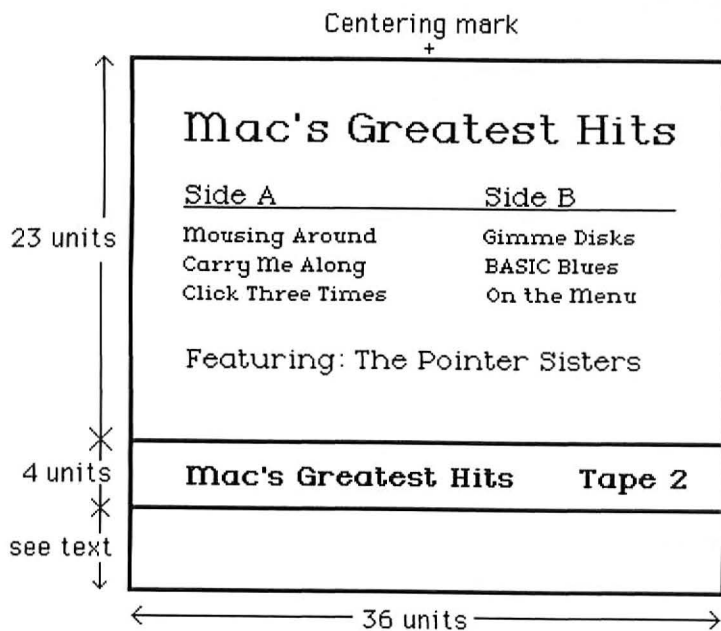 Centering mark
+
Mac's Greatest Hits
Side A Side B
23 units
Mousing Around Gimme Disks
Carry Me Along BASIC Blues
Click Three Times On the Menu
Featuring: The Pointer Sisters
4 units
Mac's Greatest Hits Tape 2
see text
36 units